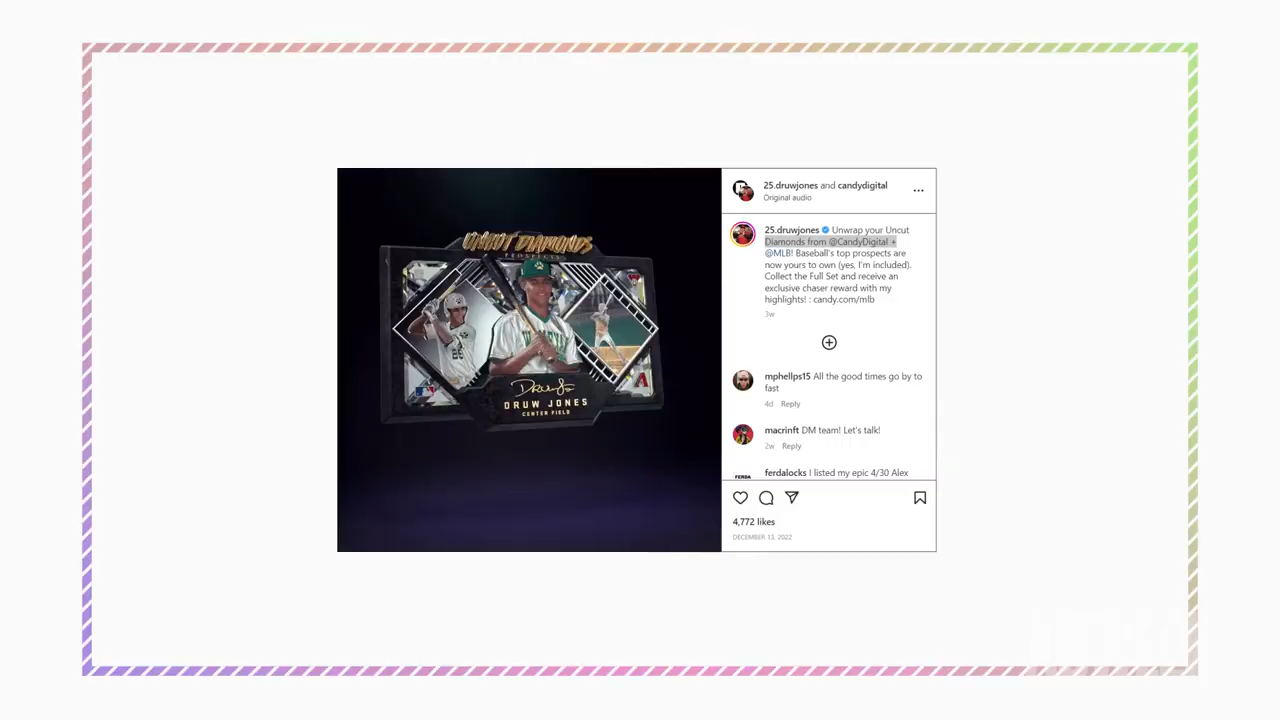 UNCUT DIAMONDS
PROSPECTS
DRUW JONES
CENTER FIELD
25.druwjones and candydigital
Original audio
25.druwjones Unwrap your Uncut
Diamonds from @CandyDigital +
@MLB! Baseball's top prospects are
now yours to own (yes, I'm included).
Collect the Full Set and receive an
exclusive chaser reward with my
highlights! : candy.com/mlb
3w
mphellps15 All the good times go by to
fast
4d Reply
macrinft DM team! Let's talk!
2w Reply
FERDA
ferdalocks I listed my epic 4/30 Alex
4,772 likes
DECEMBER 13, 2022